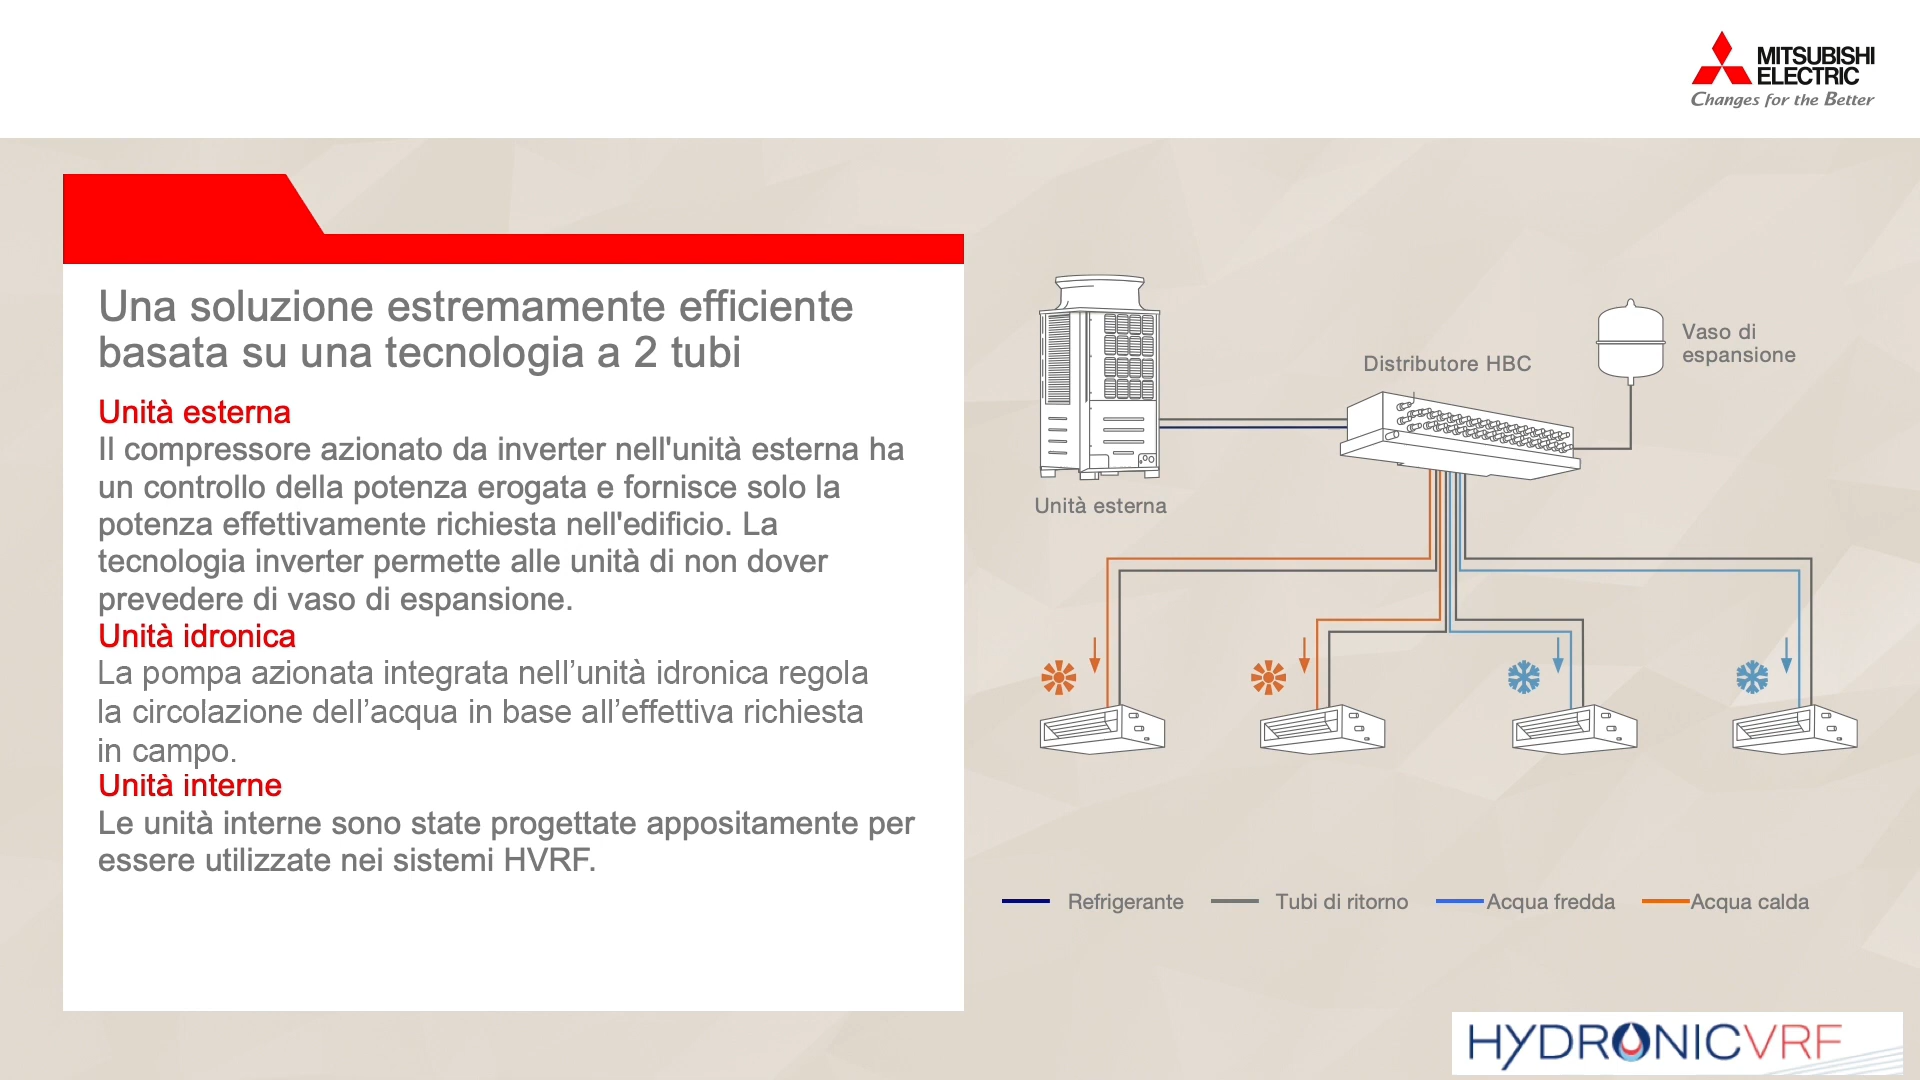 MITSUBISHI
ELECTRIC
Changes for the Better
Una soluzione estremamente efficiente
basata su una tecnologia a 2 tubi
Unità esterna
Il compressore azionato da inverter nell'unità esterna ha
un controllo della potenza erogata e fornisce solo la
potenza effettivamente richiesta nell'edificio. La
tecnologia inverter permette alle unità di non dover
prevedere di vaso di espansione.
Unità idronica
La pompa azionata integrata nell’unità idronica regola
la circolazione dell’acqua in base all’effettiva richiesta
in campo.
Unità interne
Le unità interne sono state progettate appositamente per
essere utilizzate nei sistemi HVRF.
Vaso di
espansione
Distributore HBC
Unità esterna
Refrigerante
Tubi di ritorno
Acqua fredda
Acqua calda
HYDRONICVRF